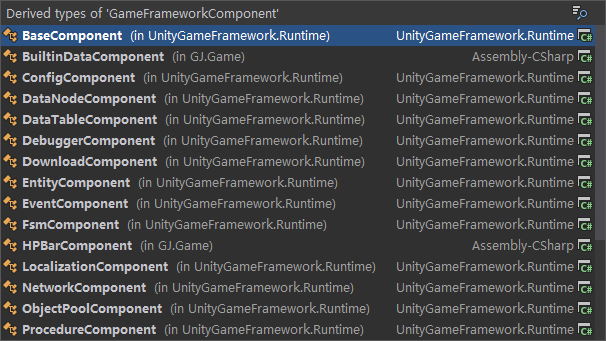 Derived types of 'GameFrameworkComponent'
BaseComponent (in UnityGameFramework.Runtime) UnityGameFramework.Runtime C#
BuiltinDataComponent (in GJ.Game) Assembly-CSharp C#
ConfigComponent (in UnityGameFramework.Runtime) UnityGameFramework.Runtime C#
DataNodeComponent (in UnityGameFramework.Runtime) UnityGameFramework.Runtime C#
DataTableComponent (in UnityGameFramework.Runtime) UnityGameFramework.Runtime C#
DebuggerComponent (in UnityGameFramework.Runtime) UnityGameFramework.Runtime C#
DownloadComponent (in UnityGameFramework.Runtime) UnityGameFramework.Runtime C#
EntityComponent (in UnityGameFramework.Runtime) UnityGameFramework.Runtime C#
EventComponent (in UnityGameFramework.Runtime) UnityGameFramework.Runtime C#
FsmComponent (in UnityGameFramework.Runtime) UnityGameFramework.Runtime C#
HPBarComponent (in GJ.Game) Assembly-CSharp C#
LocalizationComponent (in UnityGameFramework.Runtime) UnityGameFramework.Runtime C#
NetworkComponent (in UnityGameFramework.Runtime) UnityGameFramework.Runtime C#
ObjectPoolComponent (in UnityGameFramework.Runtime) UnityGameFramework.Runtime C#
ProcedureComponent (in UnityGameFramework.Runtime) UnityGameFramework.Runtime C#